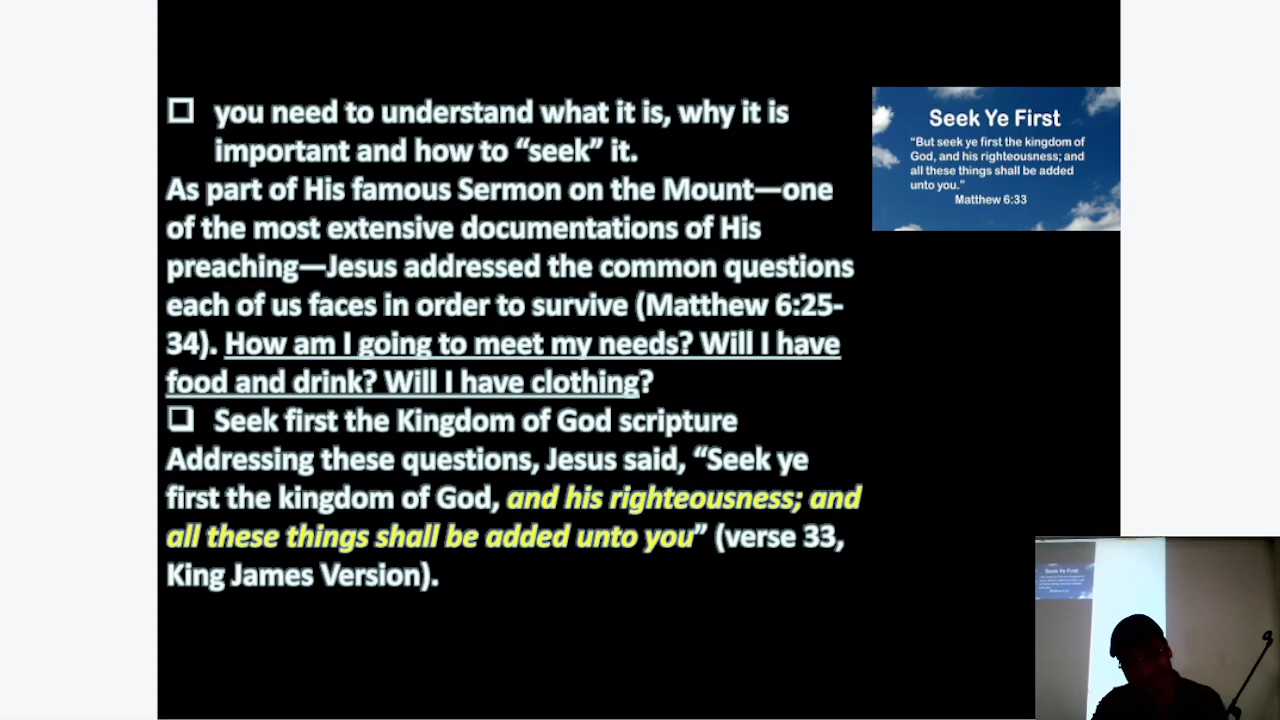 ☐ you need to understand what it is, why it is
important and how to “seek” it.
As part of His famous Sermon on the Mount—one
of the most extensive documentations of His
preaching—Jesus addressed the common questions
each of us faces in order to survive (Matthew 6:25-
34). How am I going to meet my needs? Will I have
food and drink? Will I have clothing?
❑ Seek first the Kingdom of God scripture
Addressing these questions, Jesus said, “Seek ye
first the kingdom of God, and his righteousness; and
all these things shall be added unto you” (verse 33,
King James Version).
Seek Ye First
“But seek ye first the kingdom of
God, and his righteousness; and
all these things shall be added
unto you.”
Matthew 6:33
Seek Ye First